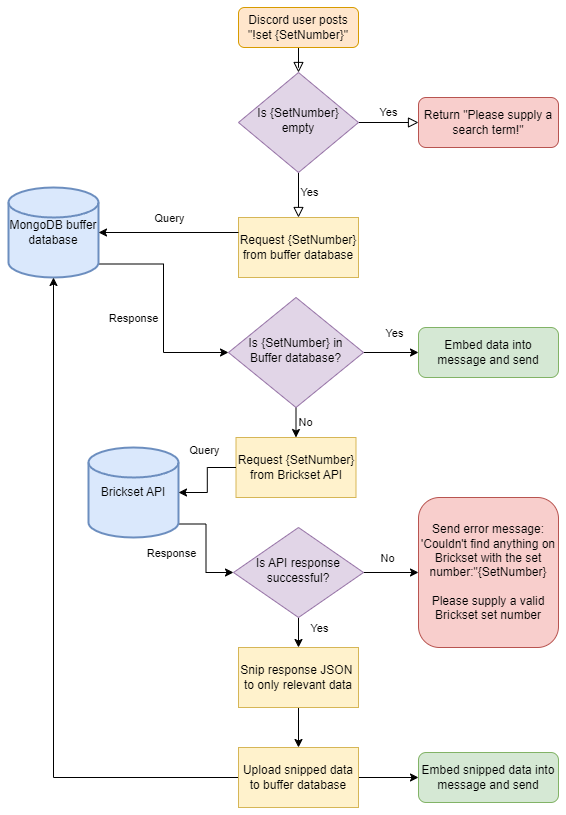 Discord user posts
"!set {SetNumber}"
Is {SetNumber}
empty
Yes
Return "Please supply a
search term!"
Yes
MongoDB buffer
database
Query
Request {SetNumber}
from buffer database
Response
Is {SetNumber} in
Buffer database?
Yes
Embed data into
message and send
No
Query
Request {SetNumber}
from Brickset API
Brickset API
Response
Is API response
successful?
No
Send error message:
'Couldn't find anything on
Brickset with the set
number:"{SetNumber}
Please supply a valid
Brickset set number
Yes
Snip response JSON
to only relevant data
Upload snipped data
to buffer database
Embed snipped data into
message and send